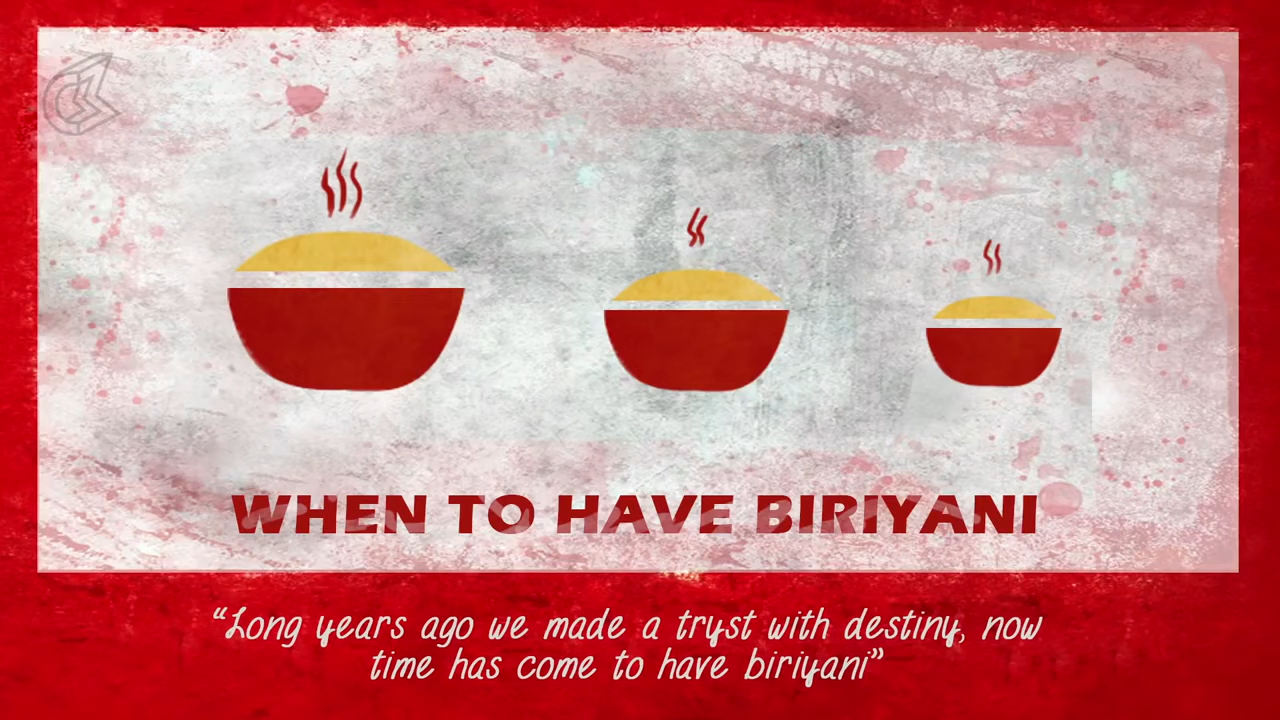 WHEN TO HAVE BIRIYANI
“Long years ago we made a tryst with destiny, now
time has come to have biriyani”